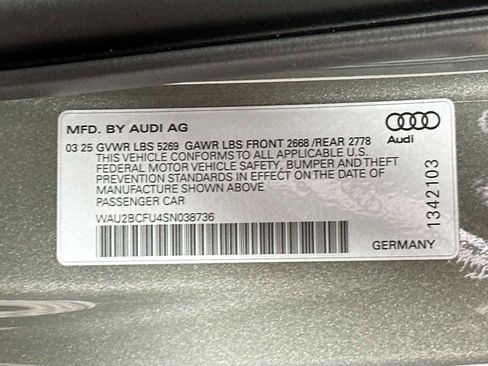 MFD. BY AUDI AG
03 25 GVWR LBS 5269 GAWR LBS FRONT 2668 /REAR 2778
THIS VEHICLE CONFORMS TO ALL APPLICABLE U.S.
FEDERAL MOTOR VEHICLE SAFETY, BUMPER AND THEFT
PREVENTION STANDARDS IN EFFECT ON THE DATE OF
MANUFACTURE SHOWN ABOVE
PASSENGER CAR
WAU2BCFU4SN038736
Audi
1342103
GERMANY